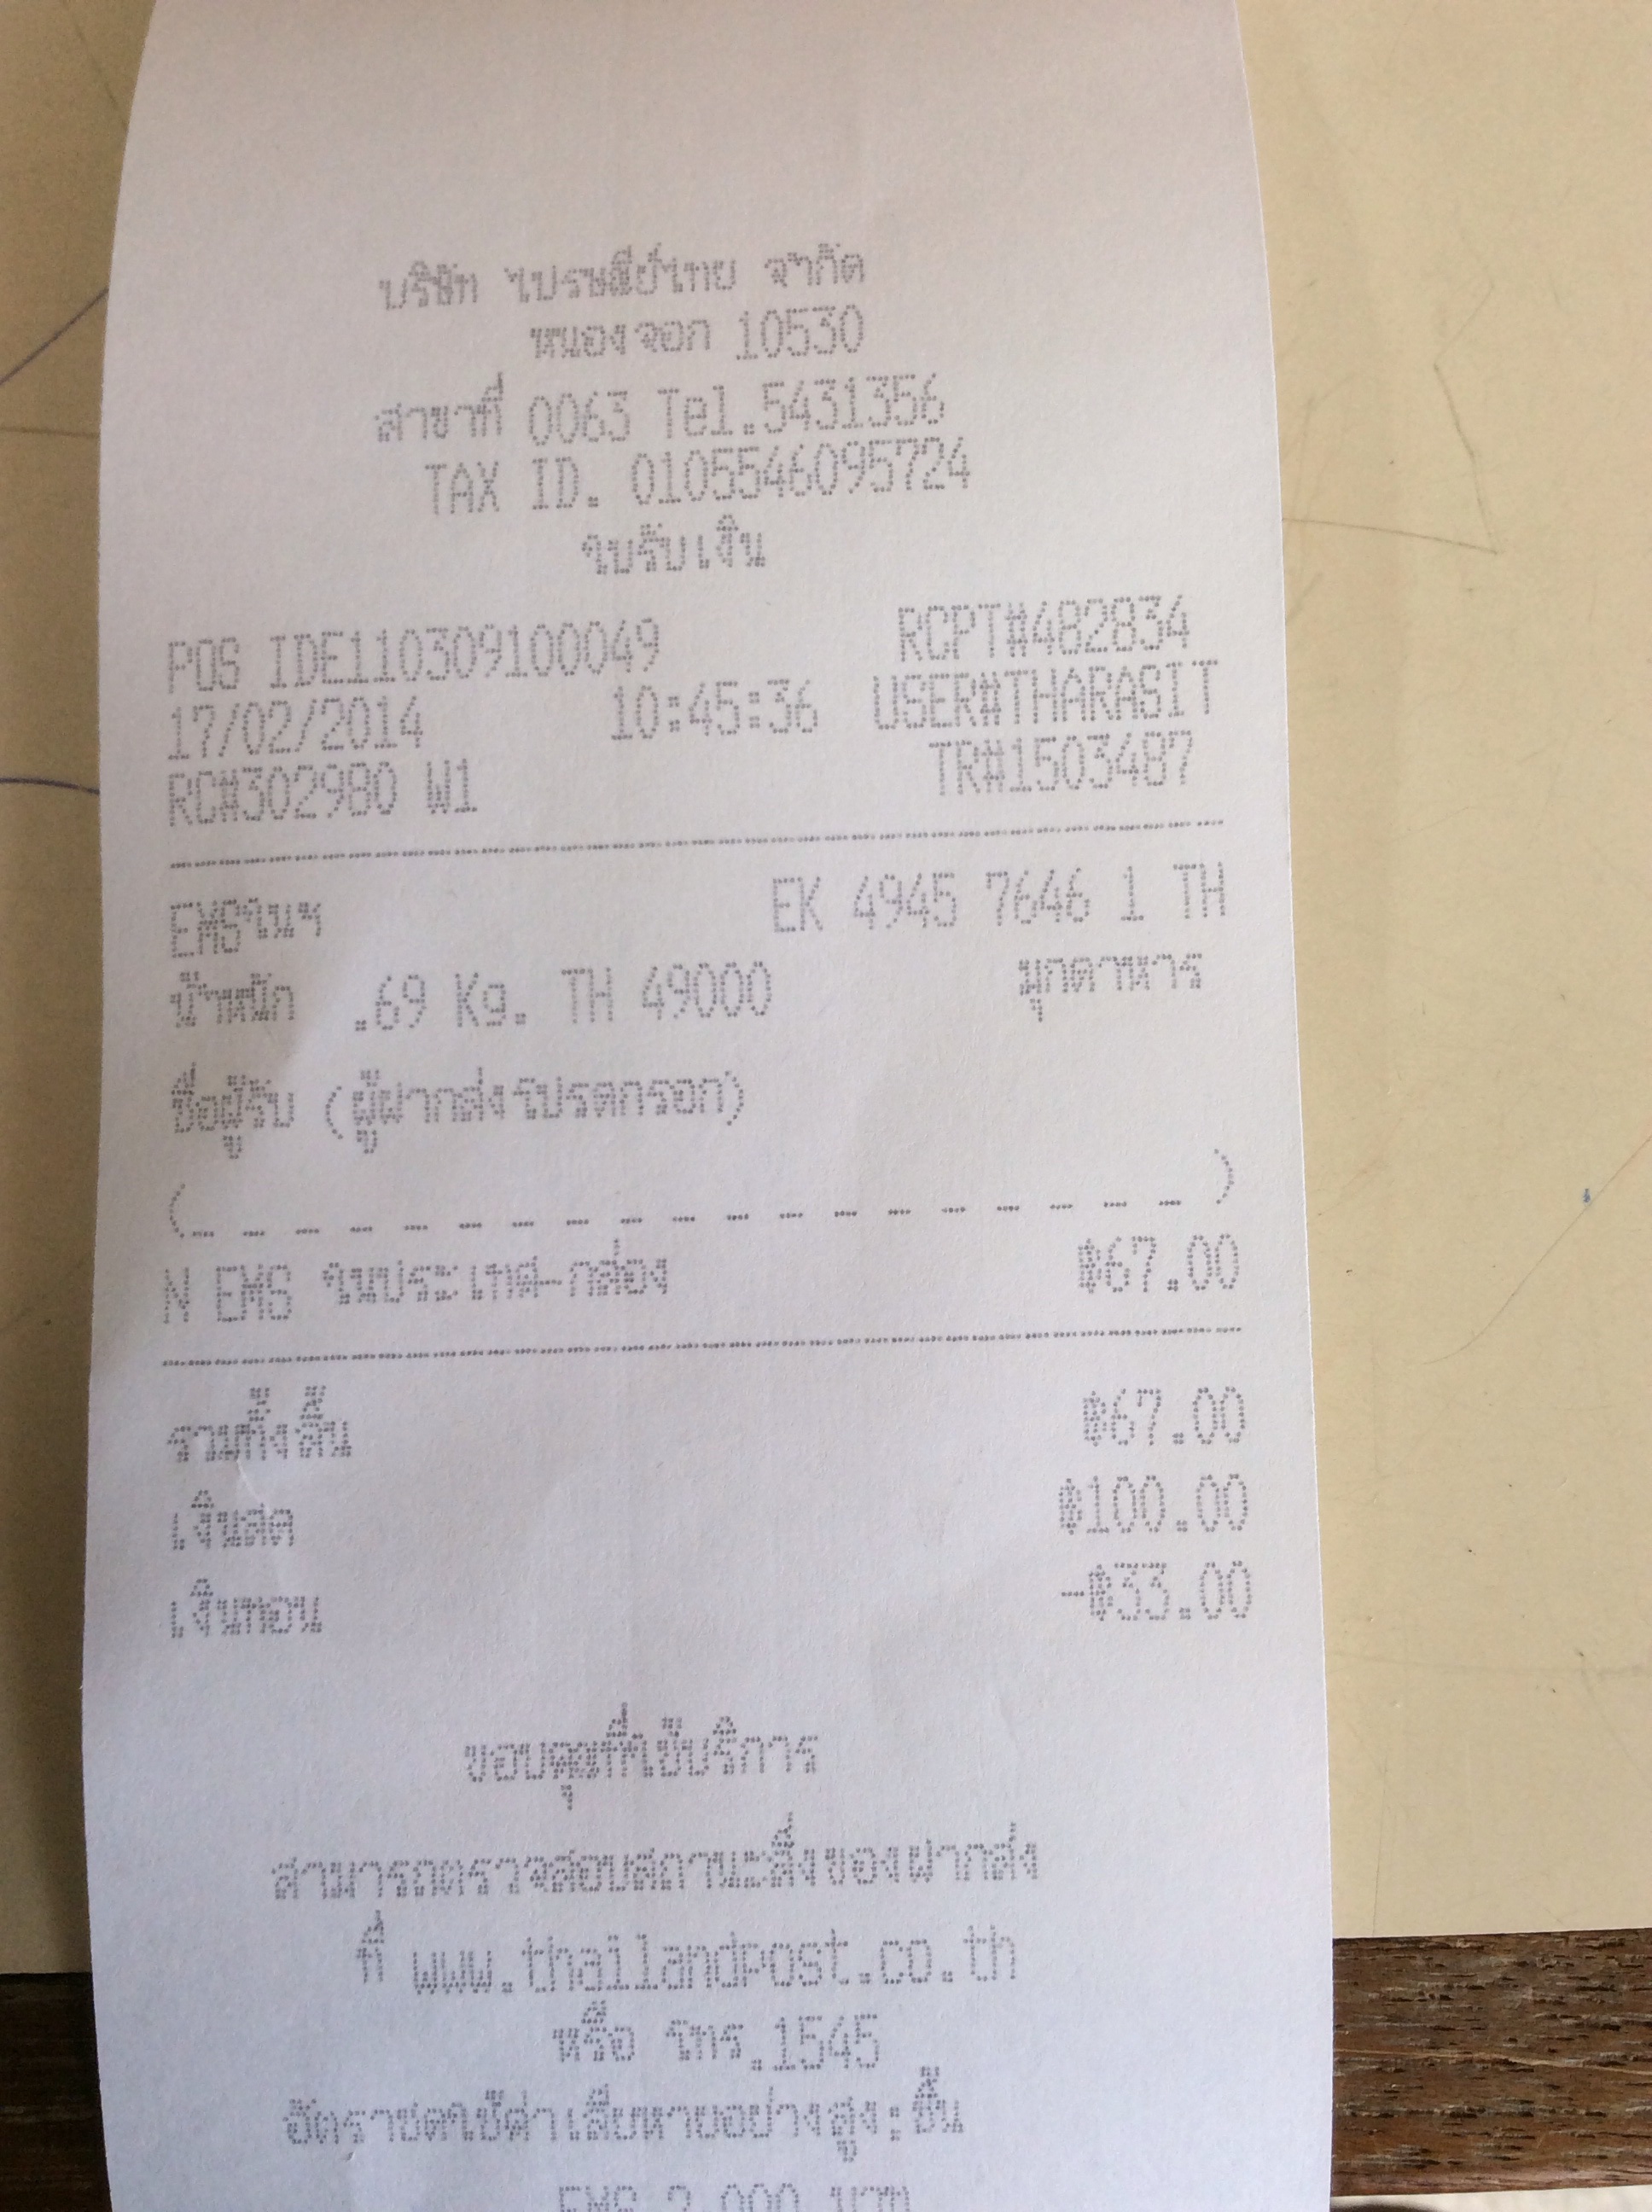 บริษัท ไปรษณีย์ไทย จำกัด
หนองจอก 10530
สาขาที่ 0063 Tel.5431356
TAX ID. 0105546095724
ใบรับเงิน
POS IDE110309100049 RCPT#482834
17/02/2014 10:45:36 USER#THARASIT
RC#302980 W1 TR#1503487
EMSในฯ EK 4945 7646 1 TH
น้ำหนัก .69 Kg. TH 49000 มุกดาหาร
ชื่อผู้รับ (ผู้ฝากส่งโปรดกรอก)
(_ _ _ _ _ _ _ _ _ _ _ _ _ _ _ _ _ _ _)
N EMS ในประเทศ-กล่อง ฿67.00
รวมทั้งสิ้น ฿67.00
เงินสด ฿100.00
เงินทอน -฿33.00
ขอบคุณที่ใช้บริการ
สามารถตรวจสอบสถานะสิ่งของฝากส่ง
ที่ www.thailandpost.co.th
หรือ โทร.1545
อัตราชดใช้ค่าเสียหายอย่างสูง:ชิ้น
EMS 2,000 บาท